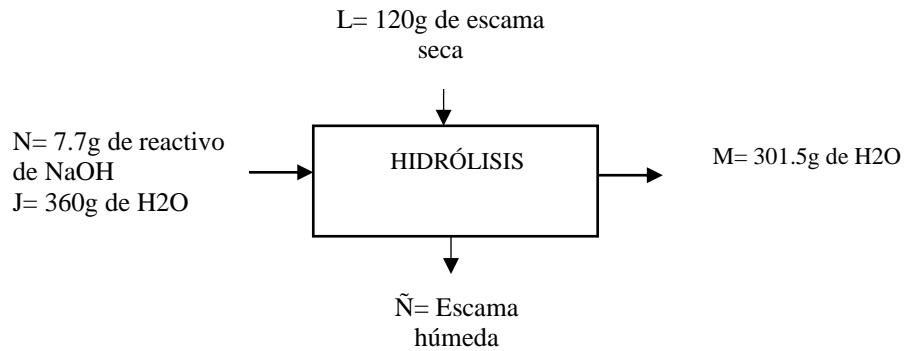 L= 120g de escama
seca
N= 7.7g de reactivo
de NaOH
J= 360g de H2O
HIDRÓLISIS
M= 301.5g de H2O
Ñ= Escama
húmeda